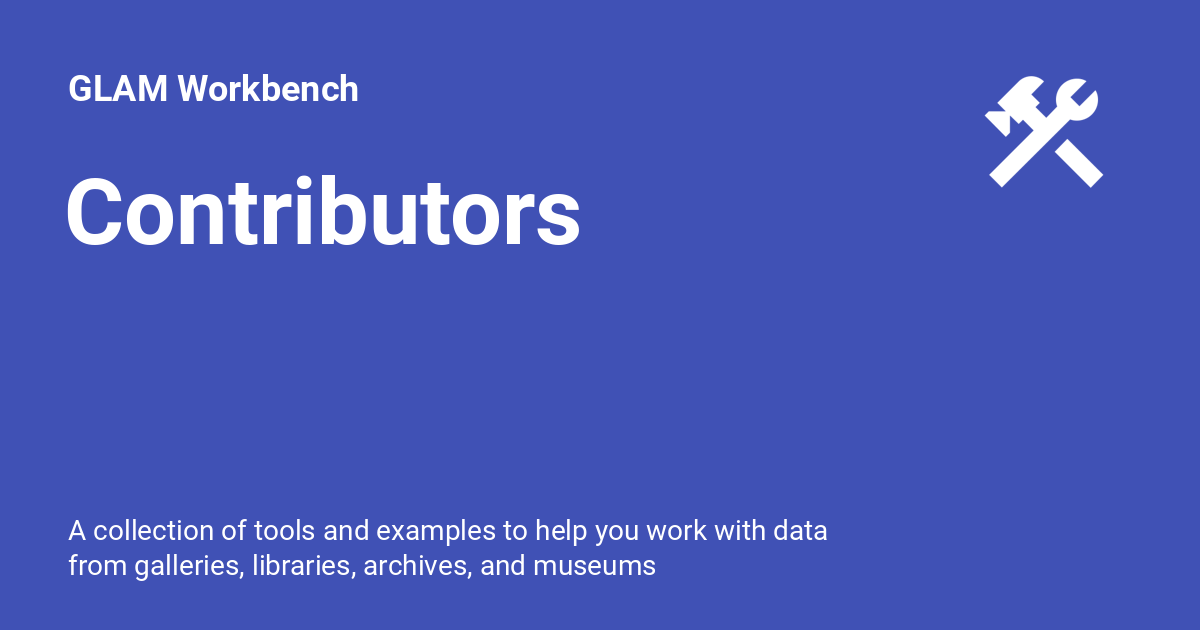 GLAM Workbench
Contributors
A collection of tools and examples to help you work with data
from galleries, libraries, archives, and museums